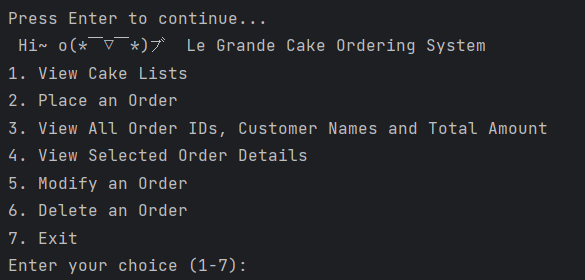 Press Enter to continue...
Hi~ o(*￣▽￣*)ブ  Le Grande Cake Ordering System
1. View Cake Lists
2. Place an Order
3. View All Order IDs, Customer Names and Total Amount
4. View Selected Order Details
5. Modify an Order
6. Delete an Order
7. Exit
Enter your choice (1-7):